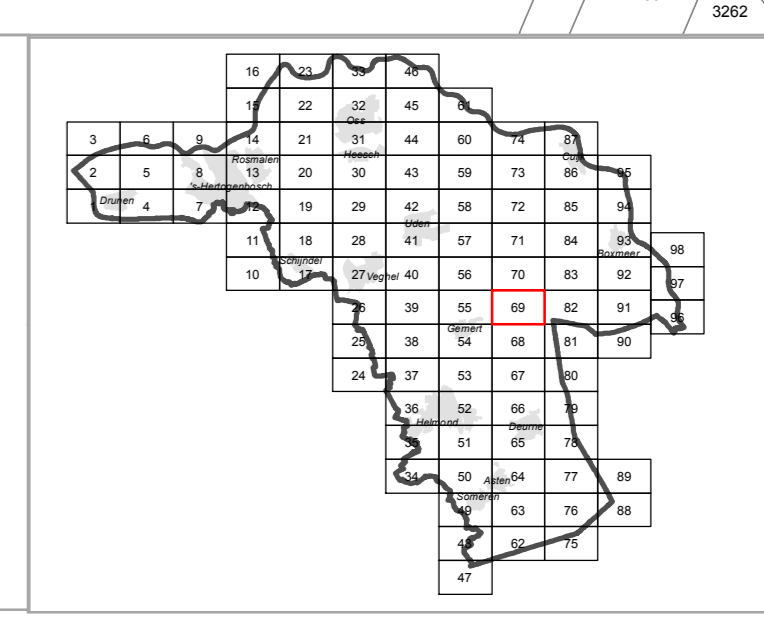 3262
16 23 33 46
15 22 32 45 61
Oss
3 6 9 14 21 31 44 60 74 87
Rosmalen Heesch Cuijk
2 5 8 13 20 30 43 59 73 86 95
's-Hertogenbosch
Drunen
1 4 7 12 19 29 42 58 72 85 94
Uden
11 18 28 41 57 71 84 93 98
Schijndel Boxmeer
10 17 27 Veghel 40 56 70 83 92 97
26 39 55 69 82 91 96
Gemert
25 38 54 68 81 90
24 37 53 67 80
36 52 66 79
Helmond Deurne
35 51 65 78
34 50 Asten 64 77 89
Someren
49 63 76 88
48 62 75
47